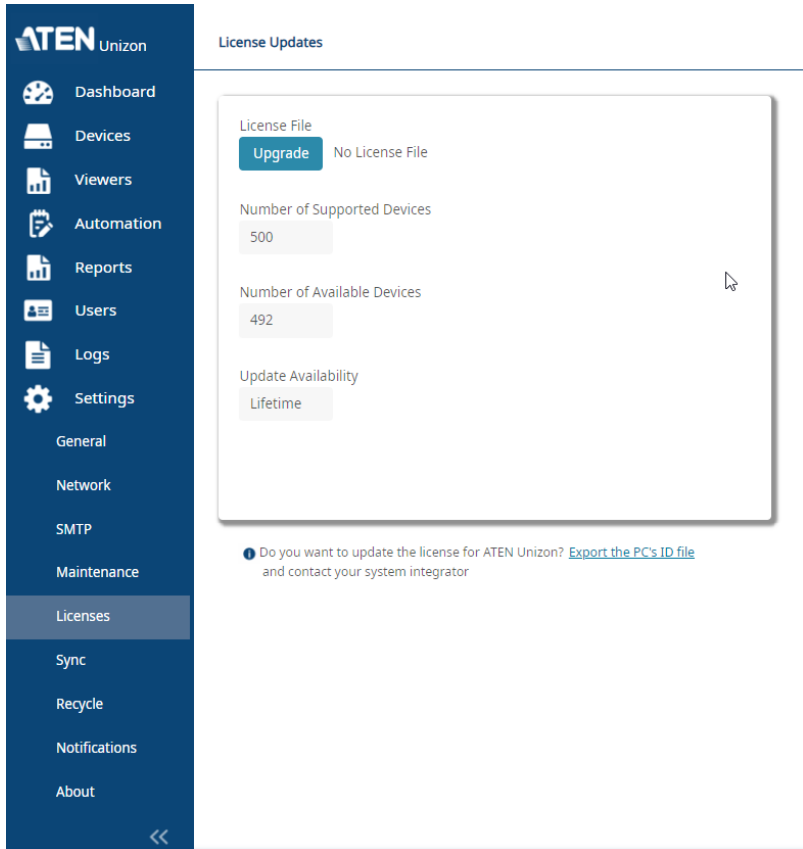 ATEN Unizon
Dashboard
Devices
Viewers
Automation
Reports
Users
Logs
Settings
General
Network
SMTP
Maintenance
Licenses
Sync
Recycle
Notifications
About
License Updates
License File
Upgrade No License File
Number of Supported Devices
500
Number of Available Devices
492
Update Availability
Lifetime
Do you want to update the license for ATEN Unizon? Export the PC's ID file
and contact your system integrator